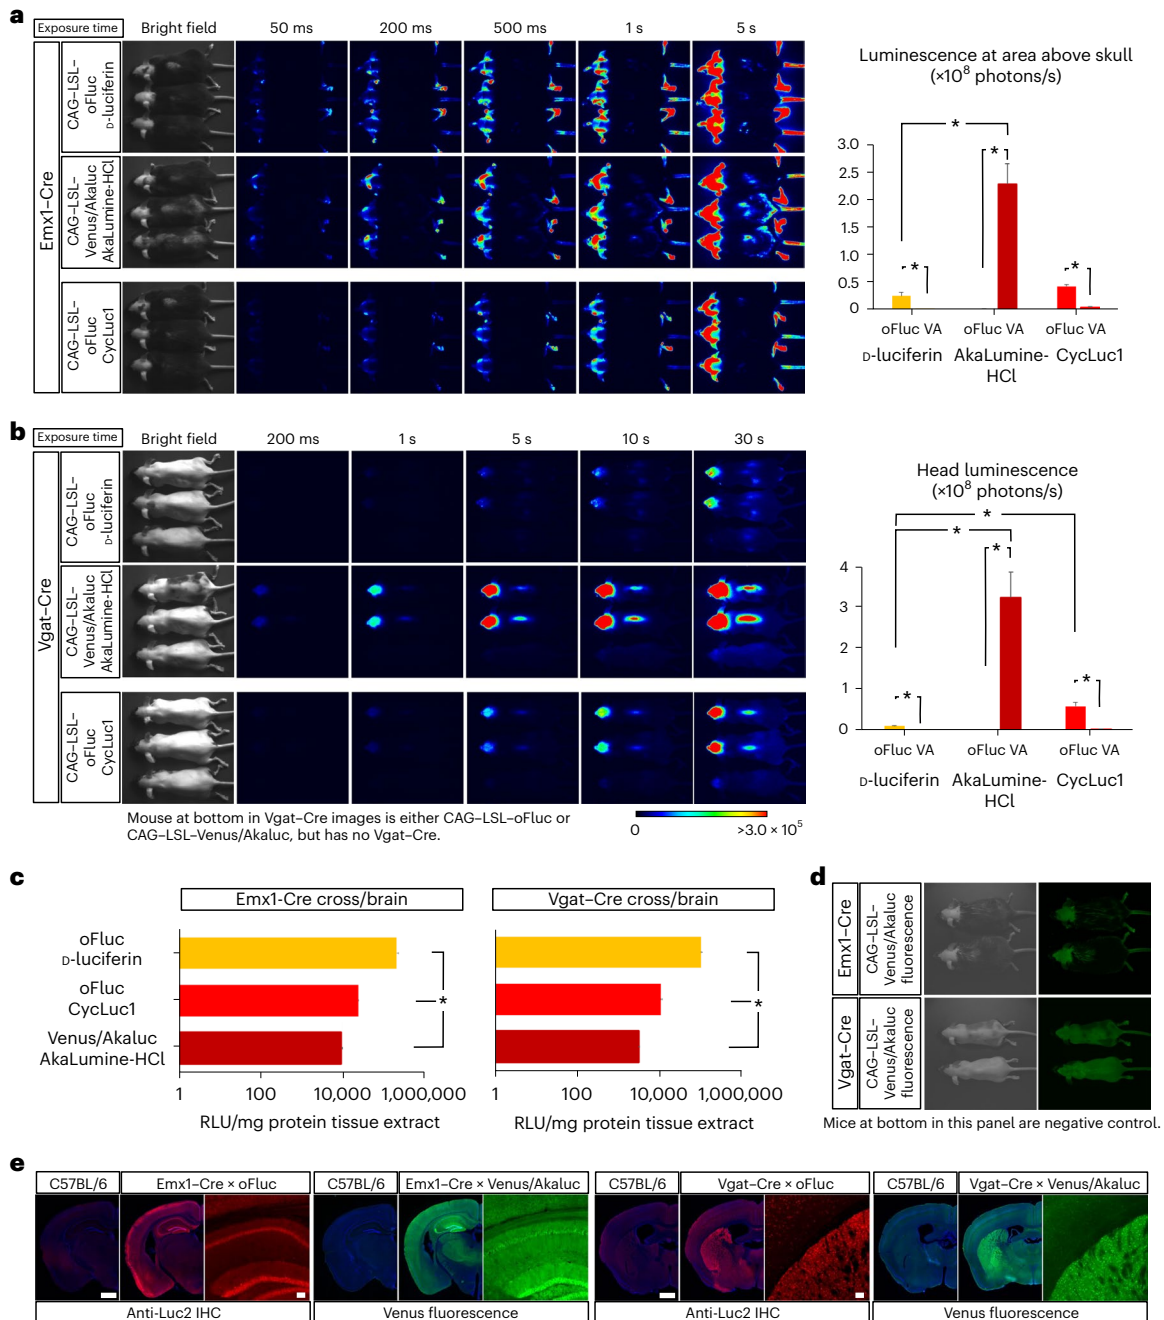 a
Exposure time
Bright field
50 ms
200 ms
500 ms
1 s
5 s
Emx1–Cre
CAG–LSL–
oFluc
D-luciferin
CAG–LSL–
Venus/Akaluc
AkaLumine-HCl
CAG–LSL–
oFluc
CycLuc1
Luminescence at area above skull
(×10⁸ photons/s)
3.0
2.5
2.0
1.0
0.5
0
*
*
*
*
oFluc VA
oFluc VA
oFluc VA
D-luciferin
AkaLumine-
HCl
CycLuc1
b
Exposure time
Bright field
200 ms
1 s
5 s
10 s
30 s
Vgat–Cre
CAG–LSL–
oFluc
D-luciferin
CAG–LSL–
Venus/Akaluc
AkaLumine-HCl
CAG–LSL–
oFluc
CycLuc1
Mouse at bottom in Vgat–Cre images is either CAG–LSL–oFluc or
CAG–LSL–Venus/Akaluc, but has no Vgat–Cre.
0
>3.0 × 10⁵
Head luminescence
(×10⁸ photons/s)
4
3
2
1
0
*
*
*
*
*
oFluc VA
oFluc VA
oFluc VA
D-luciferin
AkaLumine-
HCl
CycLuc1
c
Emx1-Cre cross/brain
Vgat–Cre cross/brain
oFluc
D-luciferin
oFluc
CycLuc1
Venus/Akaluc
AkaLumine-HCl
*
*
1
100
10,000
1,000,000
1
100
10,000
1,000,000
RLU/mg protein tissue extract
RLU/mg protein tissue extract
d
Emx1–Cre
CAG–LSL–
Venus/Akaluc
fluorescence
Vgat–Cre
CAG–LSL–
Venus/Akaluc
fluorescence
Mice at bottom in this panel are negative control.
e
C57BL/6
Emx1–Cre × oFluc
C57BL/6
Emx1–Cre × Venus/Akaluc
C57BL/6
Vgat–Cre × oFluc
C57BL/6
Vgat–Cre × Venus/Akaluc
Anti-Luc2 IHC
Venus fluorescence
Anti-Luc2 IHC
Venus fluorescence